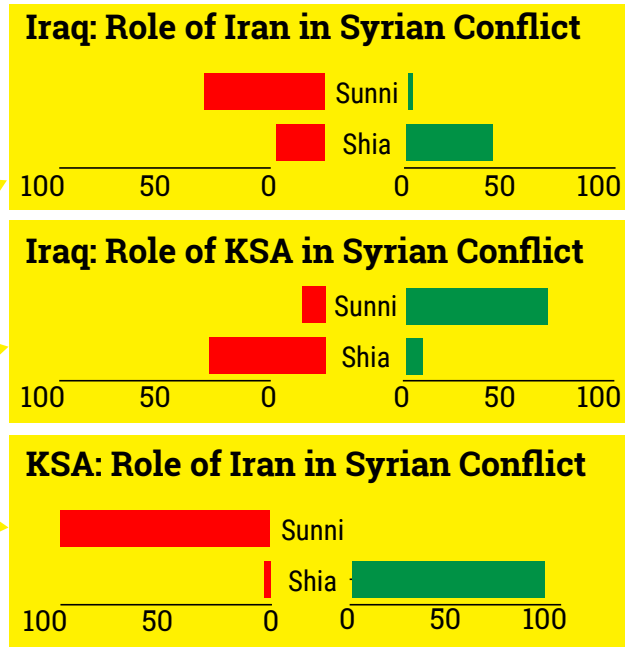 Iraq: Role of Iran in Syrian Conflict
Sunni
Shia
100 50 0 0 50 100
Iraq: Role of KSA in Syrian Conflict
Sunni
Shia
100 50 0 0 50 100
KSA: Role of Iran in Syrian Conflict
Sunni
Shia
100 50 0 0 50 100